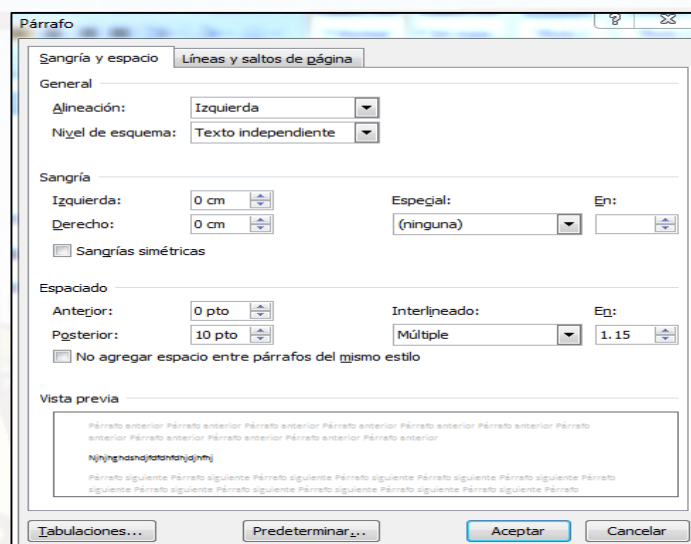 Párrafo
Sangría y espacio Líneas y saltos de página
General
Alineación: Izquierda
Nivel de esquema: Texto independiente
Sangría
Izquierda: 0 cm Especial: En:
Derecho: 0 cm (ninguna)
Sangrías simétricas
Espaciado
Anterior: 0 pto Interlineado: En:
Posterior: 10 pto Múltiple 1.15
No agregar espacio entre párrafos del mismo estilo
Vista previa
Párrafo anterior Párrafo anterior Párrafo anterior Párrafo anterior Párrafo anterior Párrafo anterior Párrafo
anterior Párrafo anterior Párrafo anterior Párrafo anterior Párrafo anterior
Párrafo siguiente Párrafo siguiente Párrafo siguiente Párrafo siguiente Párrafo siguiente Párrafo siguiente
Párrafo siguiente Párrafo siguiente Párrafo siguiente Párrafo siguiente Párrafo siguiente Párrafo
Tabulaciones... Predeterminar... Aceptar Cancelar